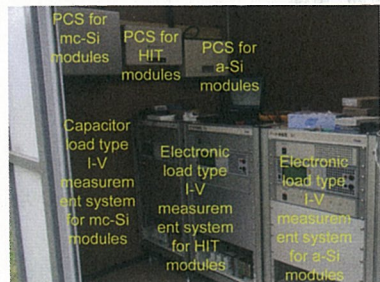 PCS for
mc-Si
modules
PCS for
HIT
modules
PCS for
a-Si
modules
Capacitor
load type
I-V
measurem
ent system
for mc-Si
modules
Electronic
load type
I-V
measurem
ent system
for HIT
modules
Electronic
load type
I-V
measurem
ent system
for a-Si
modules